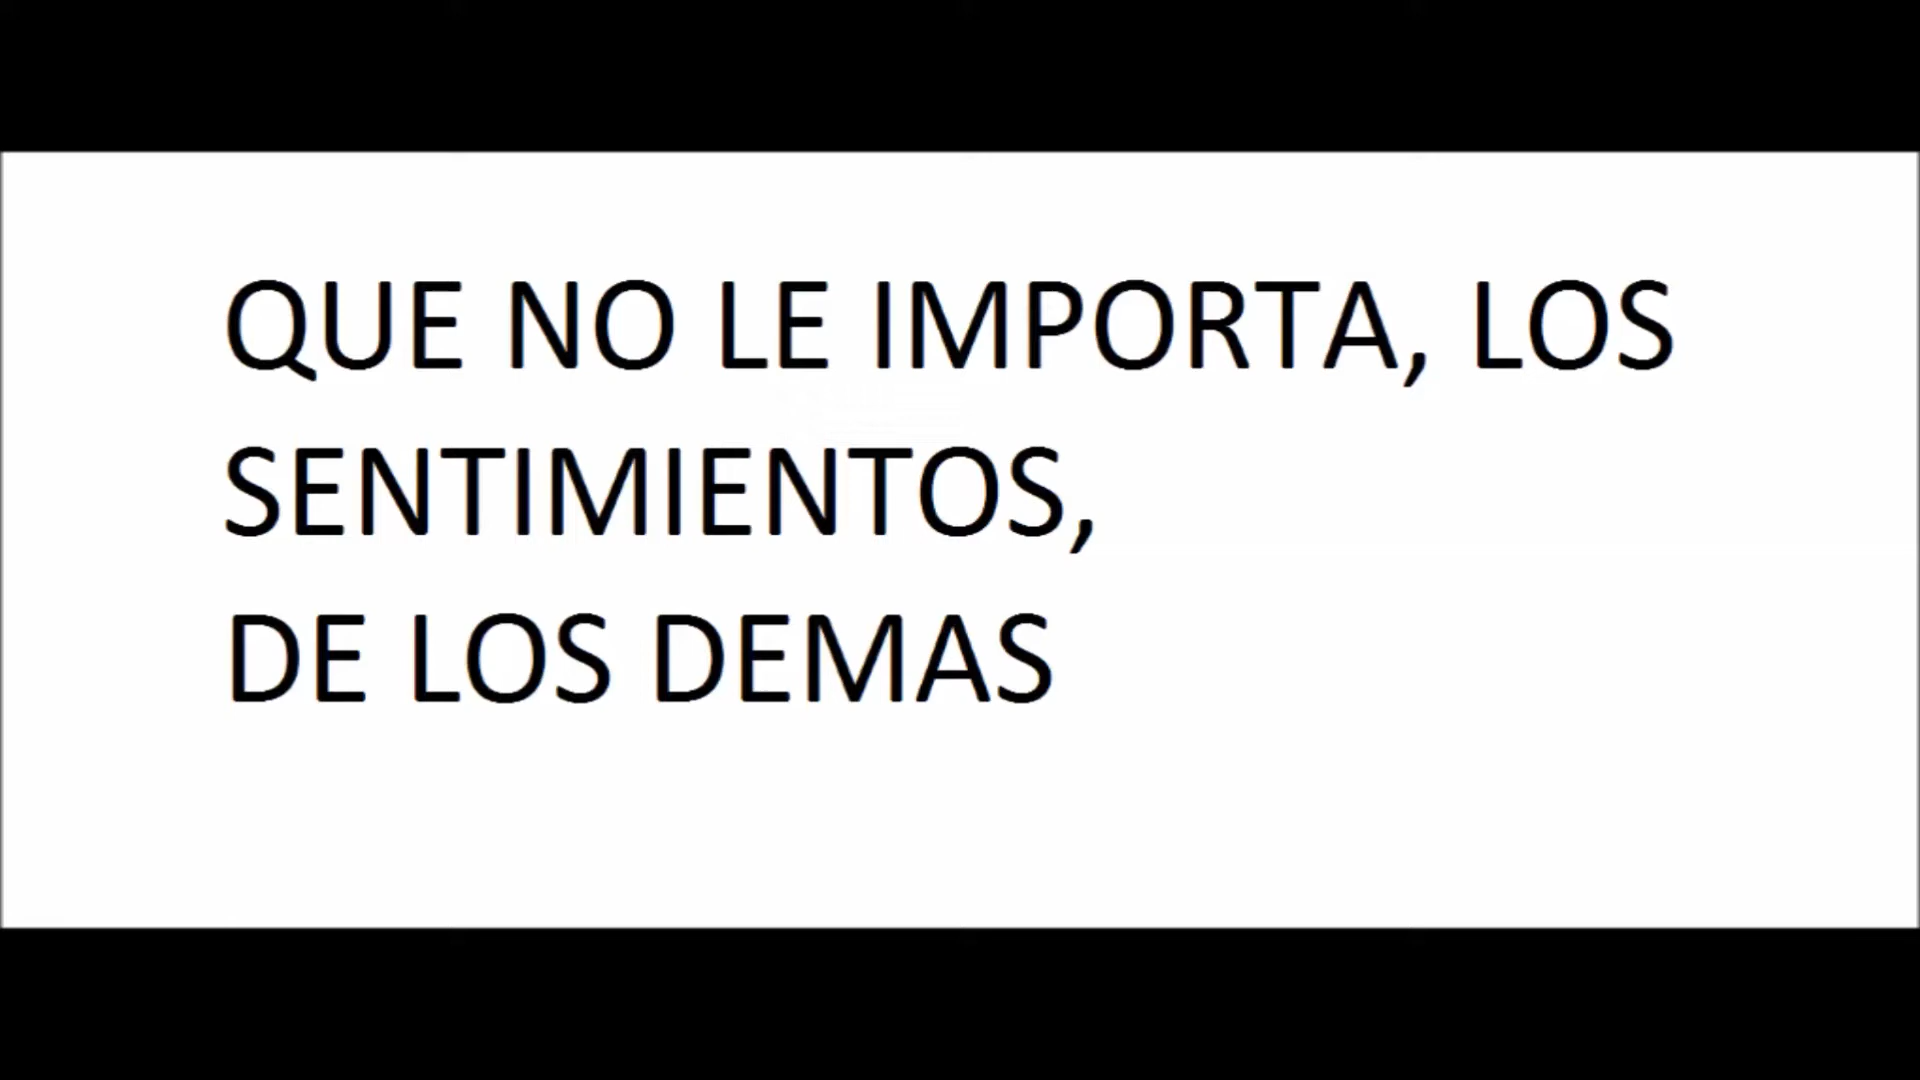 QUE NO LE IMPORTA, LOS
SENTIMIENTOS,
DE LOS DEMAS